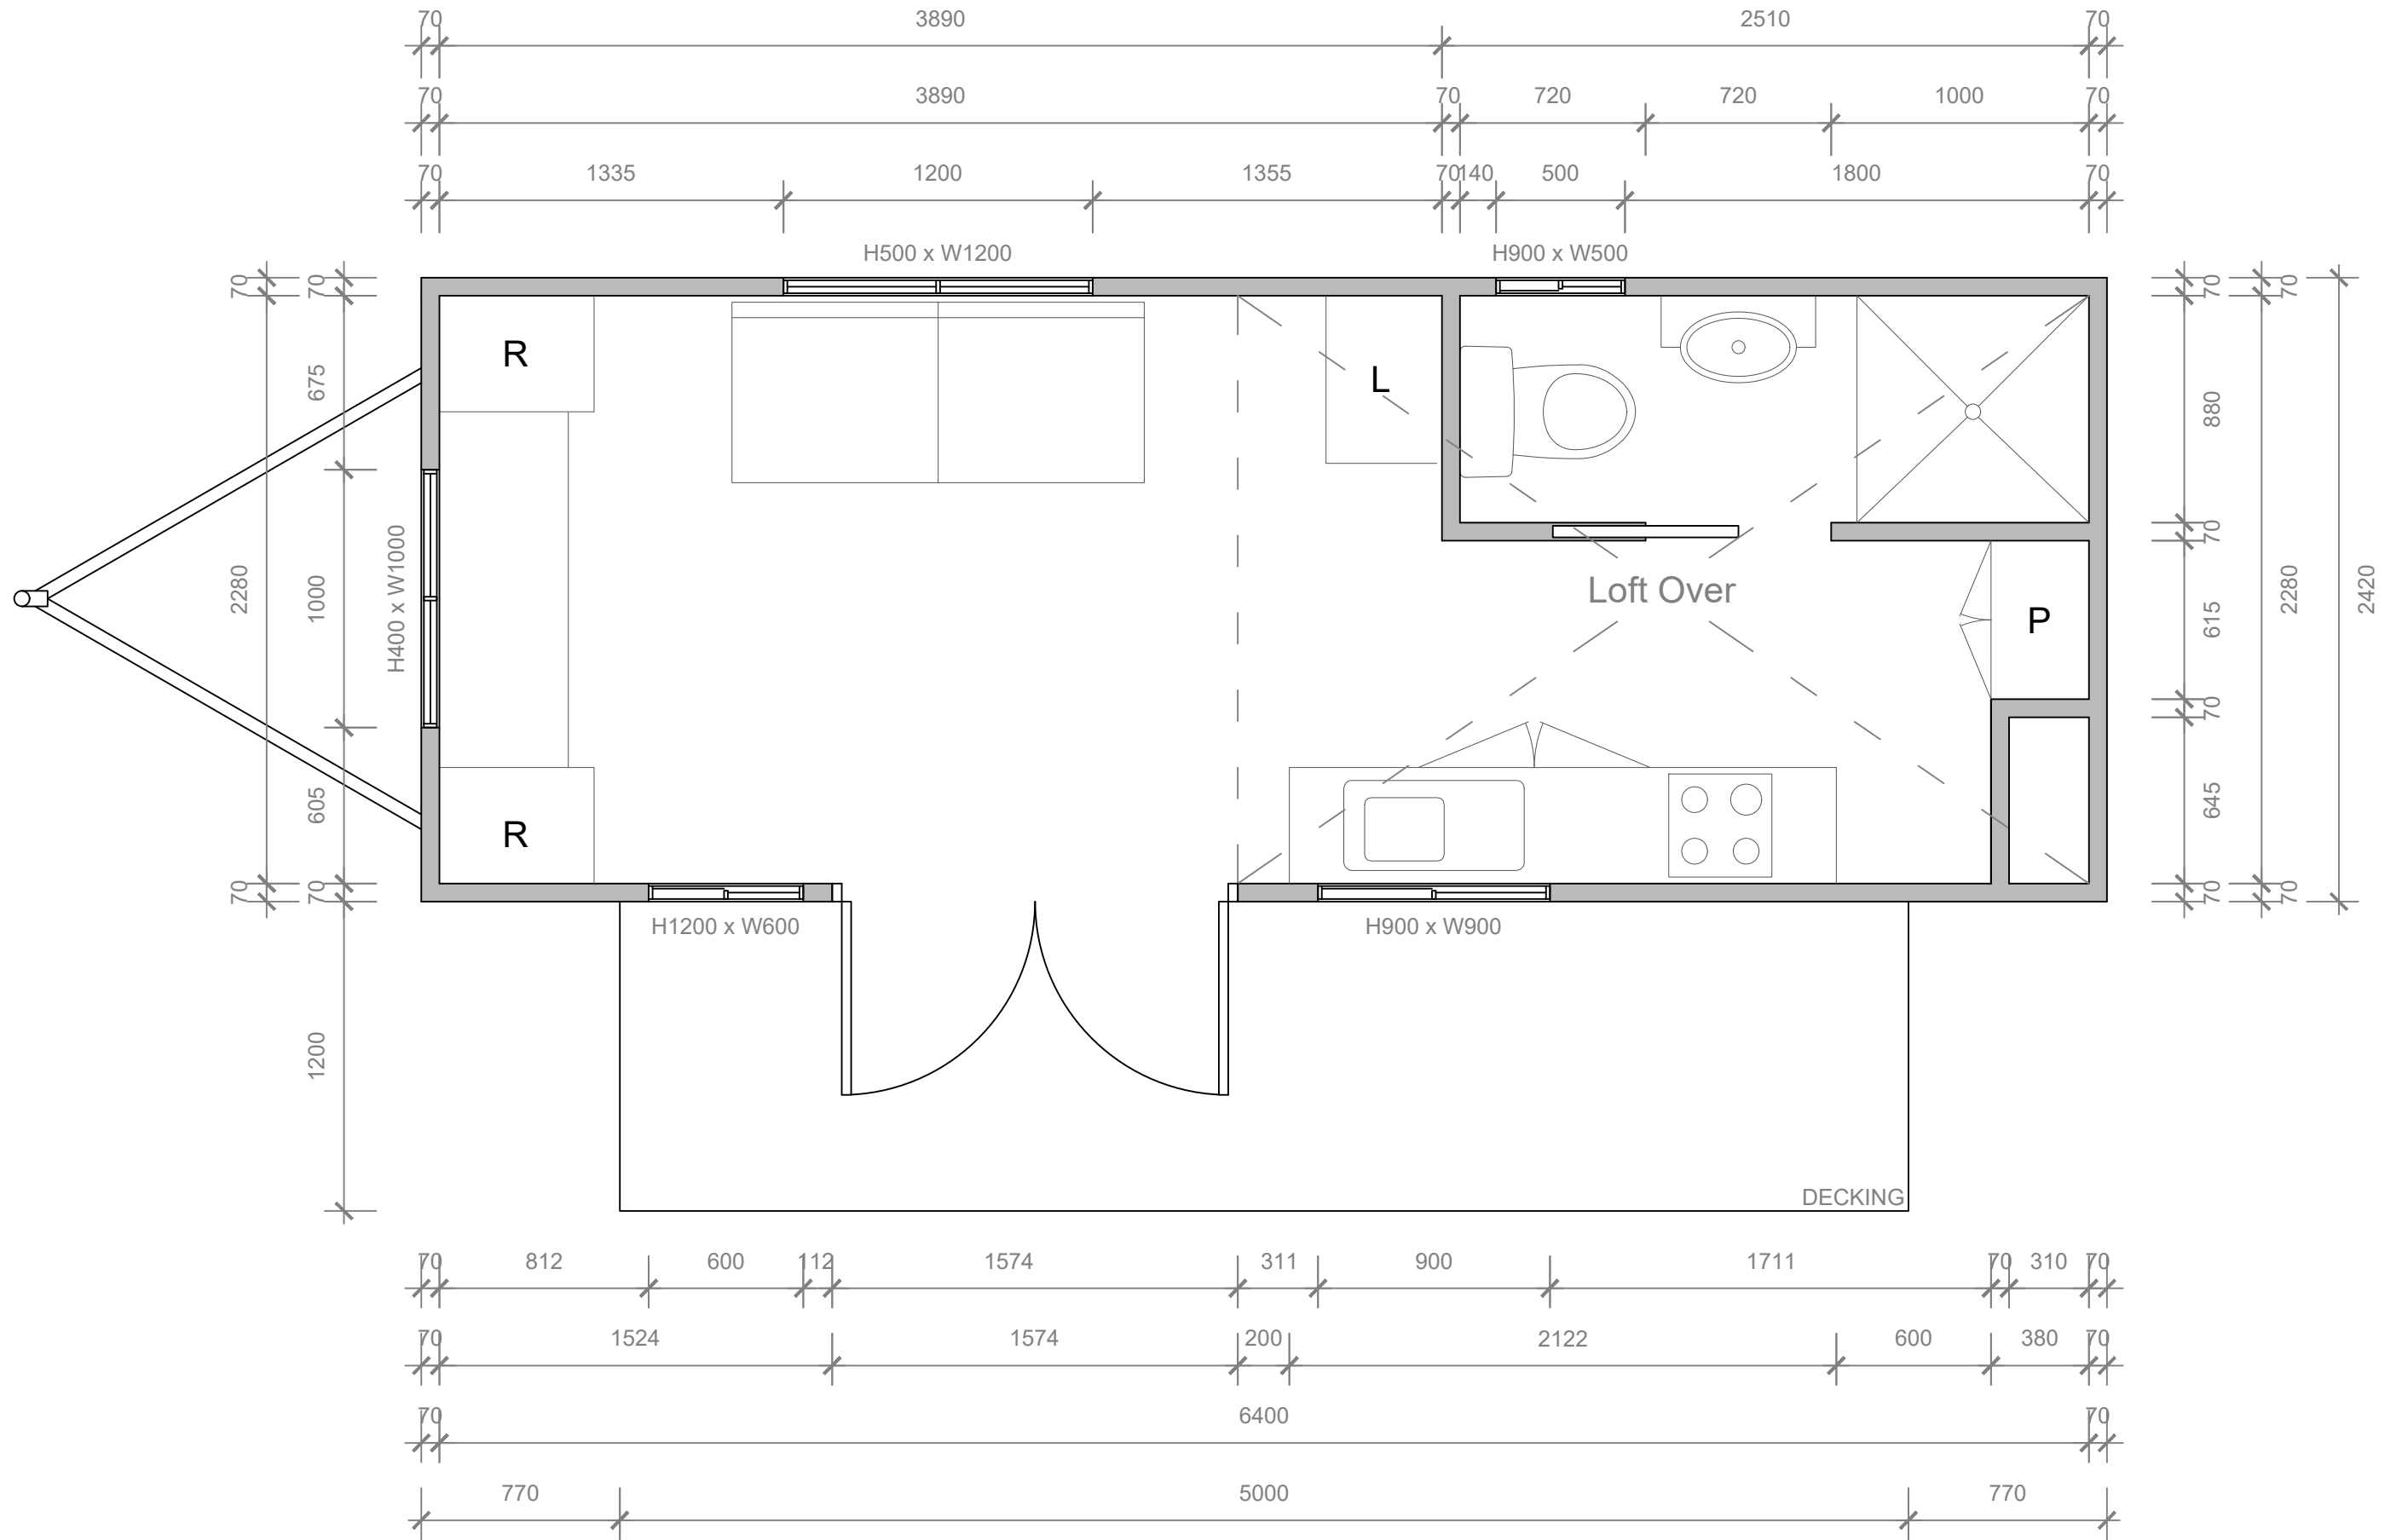 70 3890 2510 70
70 3890 70 720 720 1000 70
70 1335 1200 1355 70 140 500 1800 70
H500 x W1200 H900 x W500
70 2280 70
70 675 1000 605 70 1200
H400 x W1000
R
R
L
P
Loft Over
70 880 70 615 70 645 70
70 2280 70
2420
H1200 x W600 H900 x W900
DECKING
70 812 600 112 1574 311 900 1711 70 310 70
70 1524 1574 200 2122 600 380 70
70 6400 70
770 5000 770